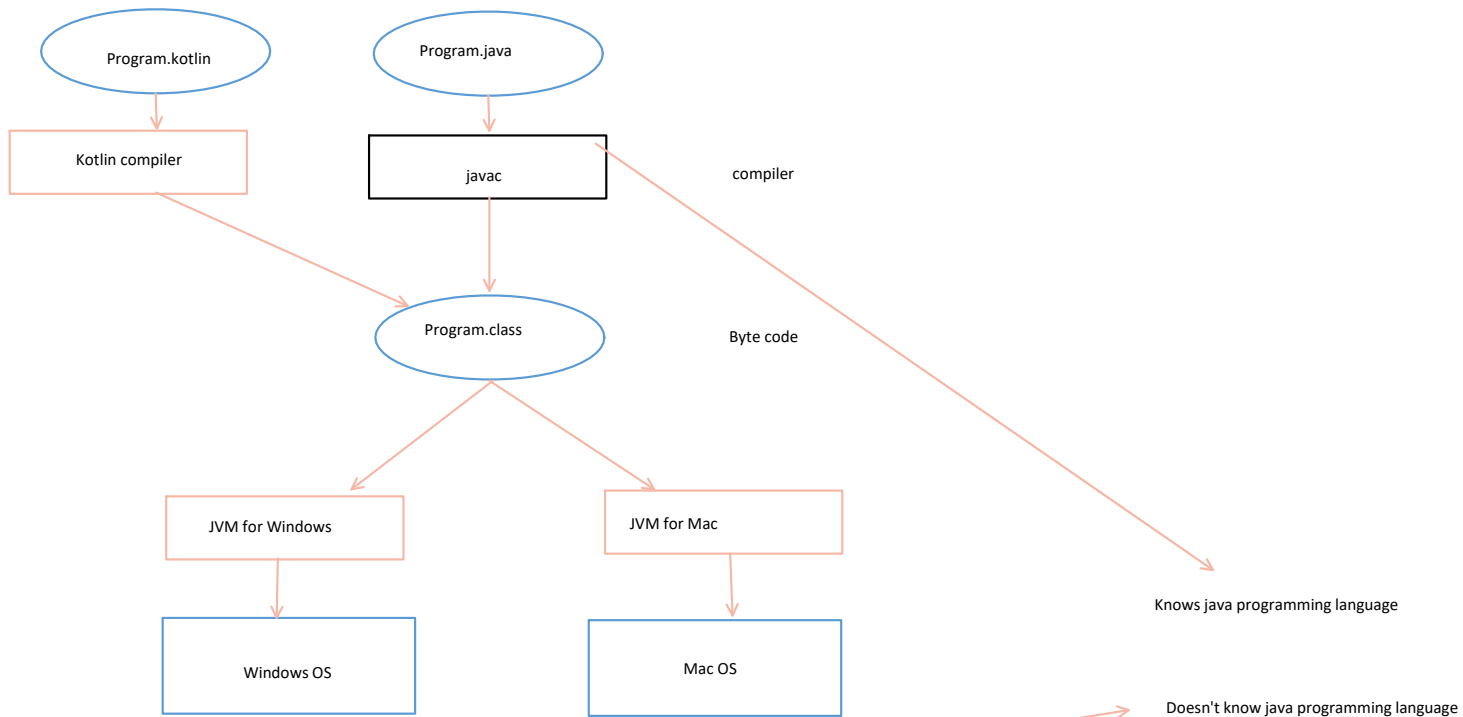 Program.kotlin
Program.java
Kotlin compiler
javac
compiler
Program.class
Byte code
JVM for Windows
JVM for Mac
Knows java programming language
Windows OS
Mac OS
Doesn't know java programming language